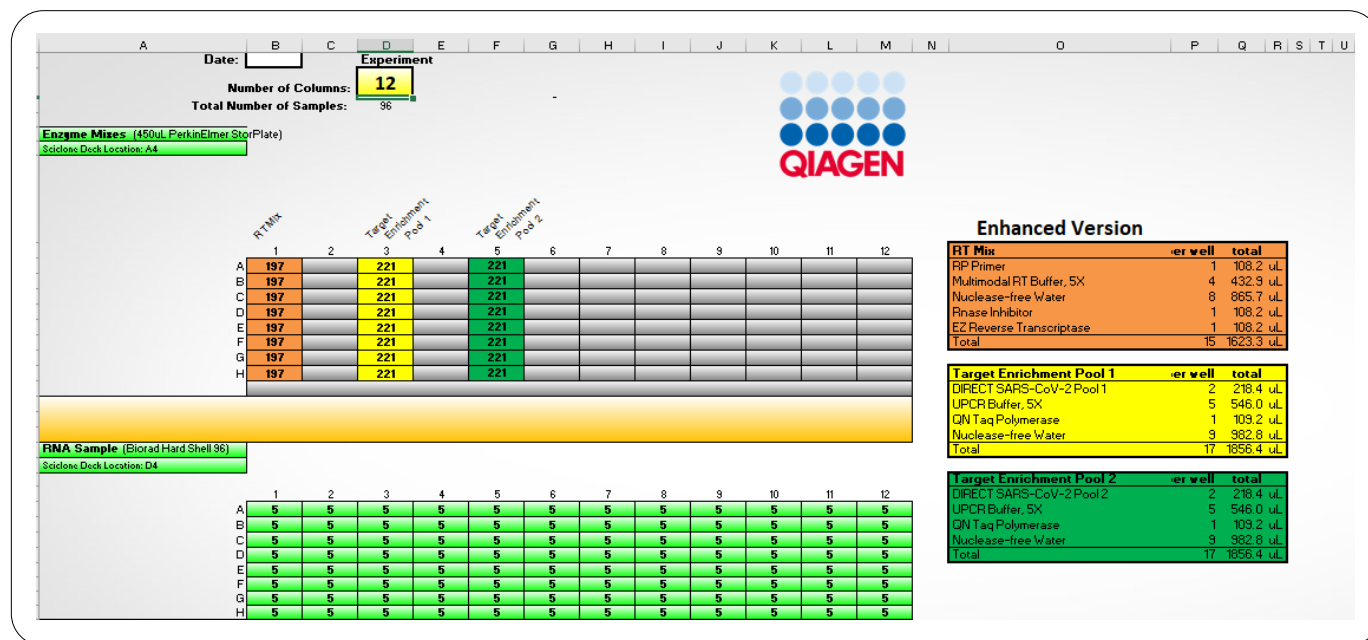 A B C D E F G H I J K L M N O P Q R S T U
Date: Experiment
Number of Columns: 12
Total Number of Samples: 96
-
Enzyme Mixes (450uL PerkinElmer StorPlate)
Sciclone Deck Location: A4
QIAGEN
RT Mix
Target Enrichment Pool 1
Target Enrichment Pool 2
1 2 3 4 5 6 7 8 9 10 11 12
A 197 221 221
B 197 221 221
C 197 221 221
D 197 221 221
E 197 221 221
F 197 221 221
G 197 221 221
H 197 221 221
Enhanced Version
RT Mix er well total
RP Primer 1 108.2 uL
Multimodal RT Buffer, 5X 4 432.9 uL
Nuclease-free Water 8 865.7 uL
Rnase Inhibitor 1 108.2 uL
EZ Reverse Transcriptase 1 108.2 uL
Total 15 1623.3 uL
Target Enrichment Pool 1 er well total
DIRECT SARS-CoV-2 Pool 1 2 218.4 uL
UPCR Buffer, 5X 5 546.0 uL
QN Taq Polymerase 1 109.2 uL
Nuclease-free Water 9 982.8 uL
Total 17 1856.4 uL
Target Enrichment Pool 2 er well total
DIRECT SARS-CoV-2 Pool 2 2 218.4 uL
UPCR Buffer, 5X 5 546.0 uL
QN Taq Polymerase 1 109.2 uL
Nuclease-free Water 9 982.8 uL
Total 17 1856.4 uL
RNA Sample (Biorad Hard Shell 96)
Sciclone Deck Location: D4
1 2 3 4 5 6 7 8 9 10 11 12
A 5 5 5 5 5 5 5 5 5 5 5 5
B 5 5 5 5 5 5 5 5 5 5 5 5
C 5 5 5 5 5 5 5 5 5 5 5 5
D 5 5 5 5 5 5 5 5 5 5 5 5
E 5 5 5 5 5 5 5 5 5 5 5 5
F 5 5 5 5 5 5 5 5 5 5 5 5
G 5 5 5 5 5 5 5 5 5 5 5 5
H 5 5 5 5 5 5 5 5 5 5 5 5